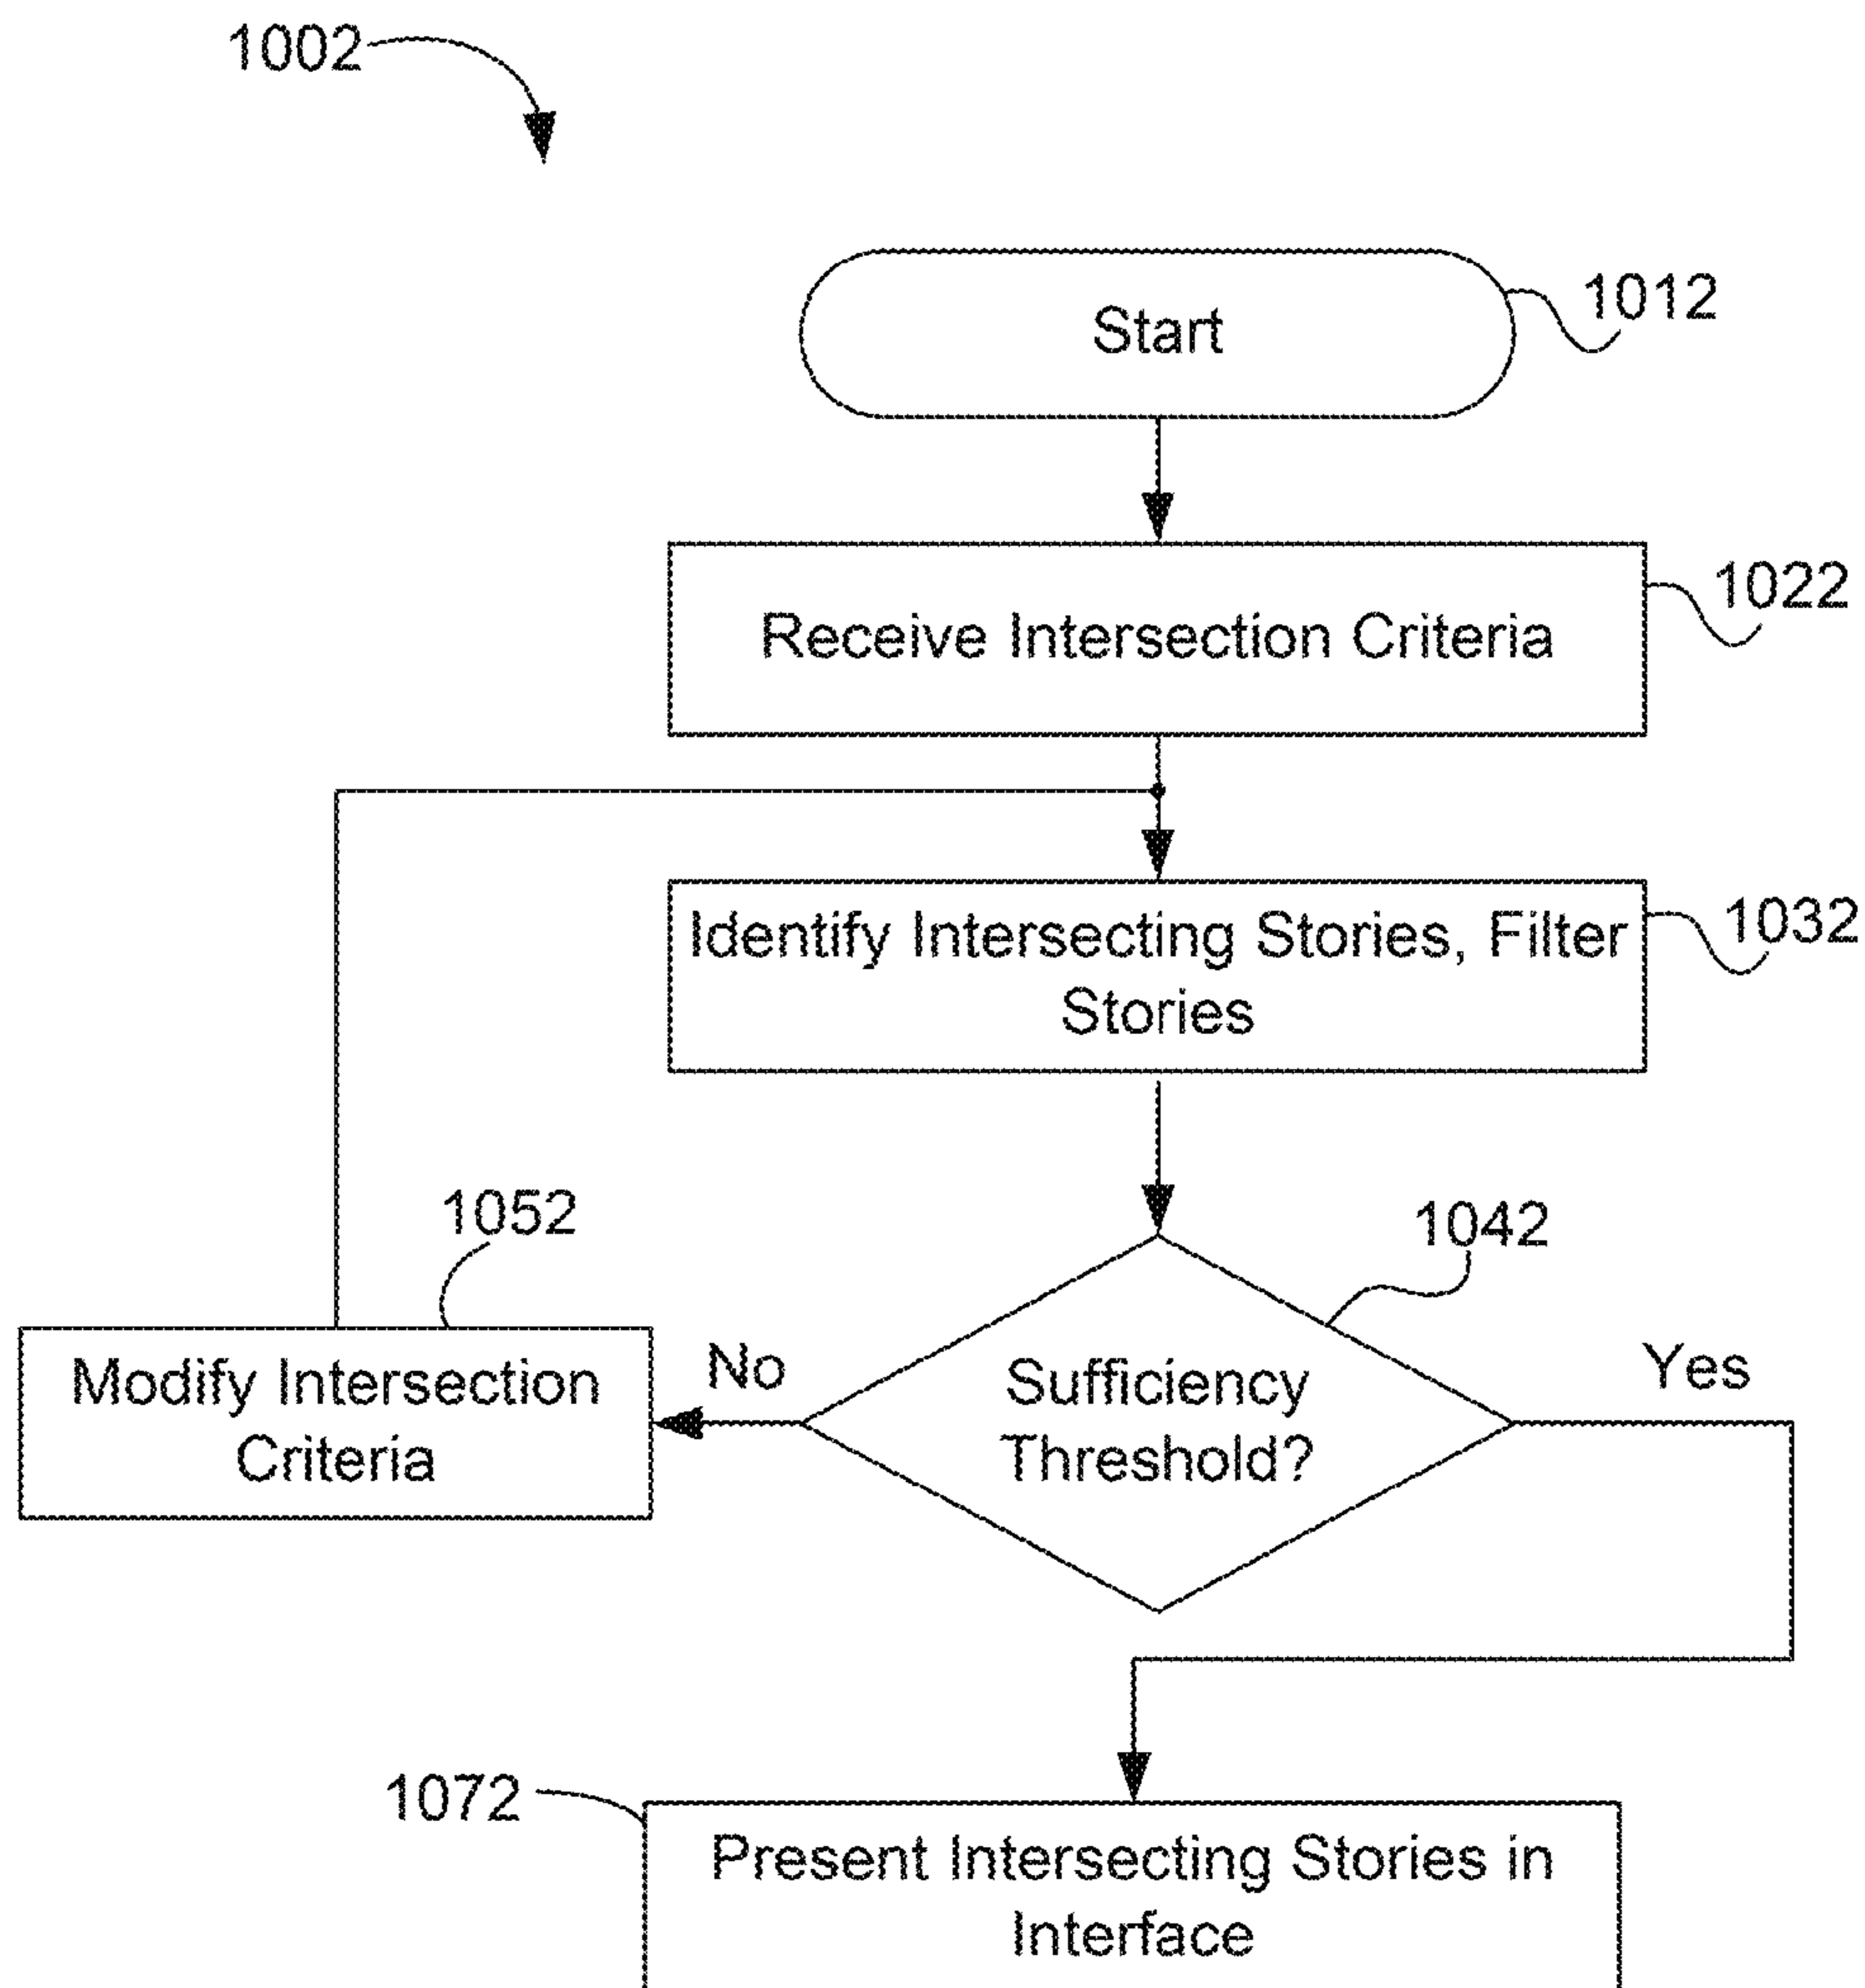 1002
Start
1012
Receive Intersection Criteria
1022
Identify Intersecting Stories, Filter
Stories
1032
1052
1042
Modify Intersection
Criteria
No
Sufficiency
Threshold?
Yes
1072
Present Intersecting Stories in
Interface